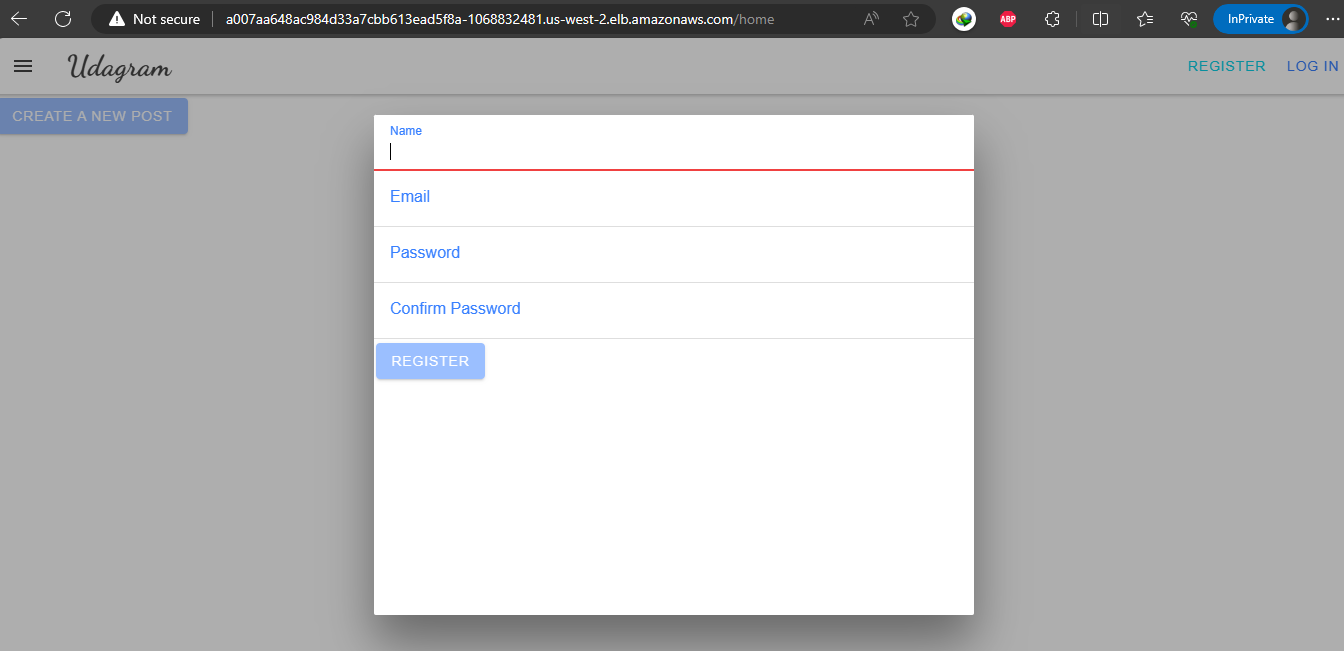 Not secure
a007aa648ac984d33a7cbb613ead5f8a-1068832481.us-west-2.elb.amazonaws.com/home
A
ABP
InPrivate
Udagram
REGISTER
LOG IN
CREATE A NEW POST
Name
Email
Password
Confirm Password
REGISTER